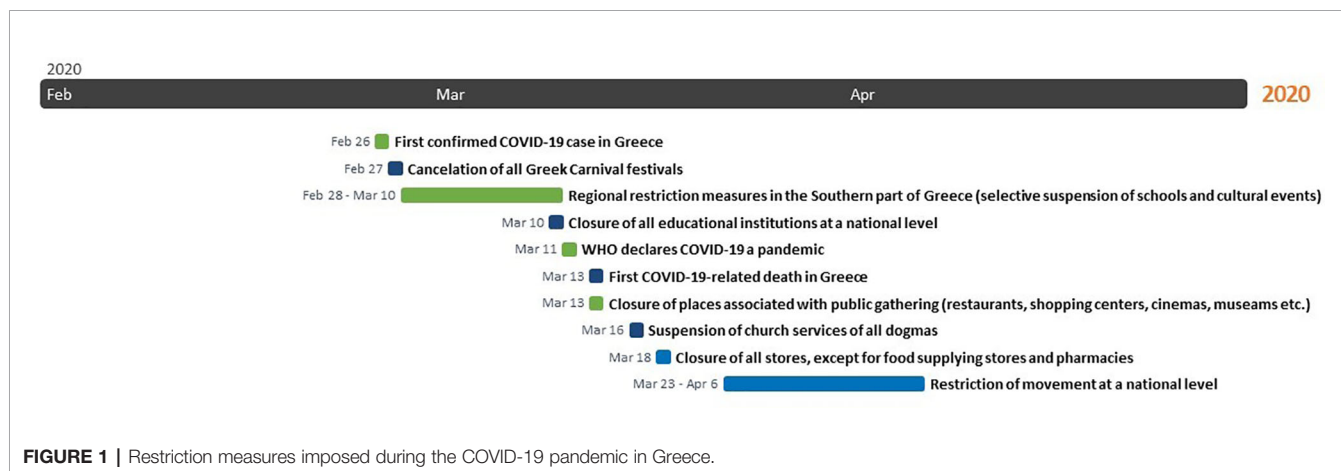 2020
Feb Mar Apr 2020
Feb 26 First confirmed COVID-19 case in Greece
Feb 27 Cancelation of all Greek Carnival festivals
Feb 28 - Mar 10 Regional restriction measures in the Southern part of Greece (selective suspension of schools and cultural events)
Mar 10 Closure of all educational institutions at a national level
Mar 11 WHO declares COVID-19 a pandemic
Mar 13 First COVID-19-related death in Greece
Mar 13 Closure of places associated with public gathering (restaurants, shopping centers, cinemas, museams etc.)
Mar 16 Suspension of church services of all dogmas
Mar 18 Closure of all stores, except for food supplying stores and pharmacies
Mar 23 - Apr 6 Restriction of movement at a national level
FIGURE 1 | Restriction measures imposed during the COVID-19 pandemic in Greece.